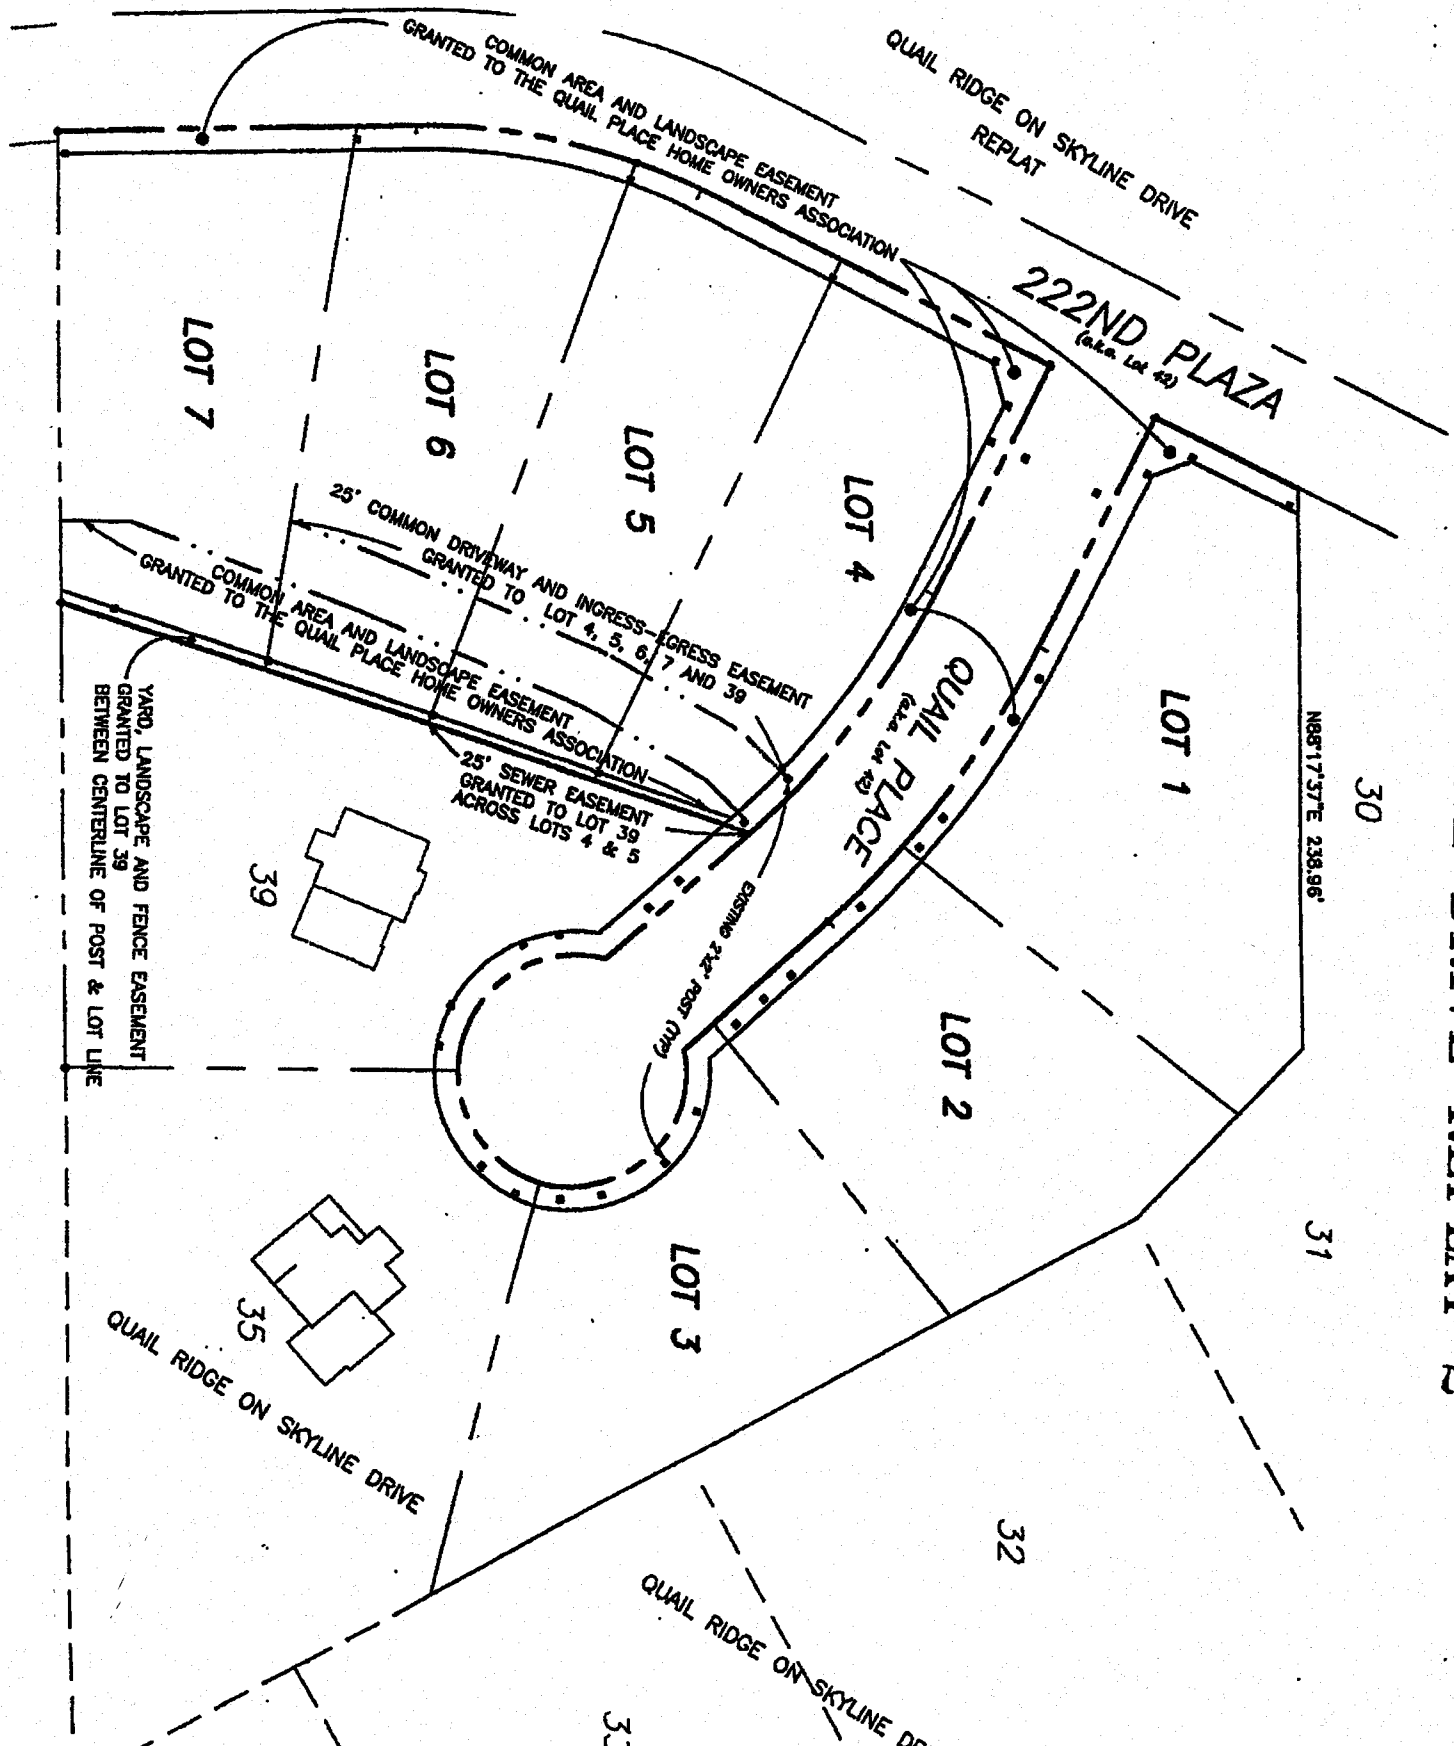 COMMON AREA AND LANDSCAPE EASEMENT
GRANTED TO THE QUAIL PLACE HOME OWNERS ASSOCIATION
QUAIL RIDGE ON SKYLINE DRIVE
REPLAT
222ND PLAZA
(a.k.a. Lot 42)
LOT 7
LOT 6
LOT 5
LOT 4
25' COMMON DRIVEWAY AND INGRESS-EGRESS EASEMENT
GRANTED TO LOT 4, 5, 6, 7 AND 39
COMMON AREA AND LANDSCAPE EASEMENT
GRANTED TO THE QUAIL PLACE HOME OWNERS ASSOCIATION
25' SEWER EASEMENT
GRANTED TO LOT 39
ACROSS LOTS 4 & 5
YARD, LANDSCAPE AND FENCE EASEMENT
GRANTED TO LOT 39
BETWEEN CENTERLINE OF POST & LOT LINE
QUAIL PLACE
(a.k.a. Lot 42)
LOT 1
N88°17'37"E 238.96'
30
EXISTING 2'x2' POST (TYP)
39
LOT 2
31
LOT 3
35
QUAIL RIDGE ON SKYLINE DRIVE
32
QUAIL RIDGE ON SKYLINE
33